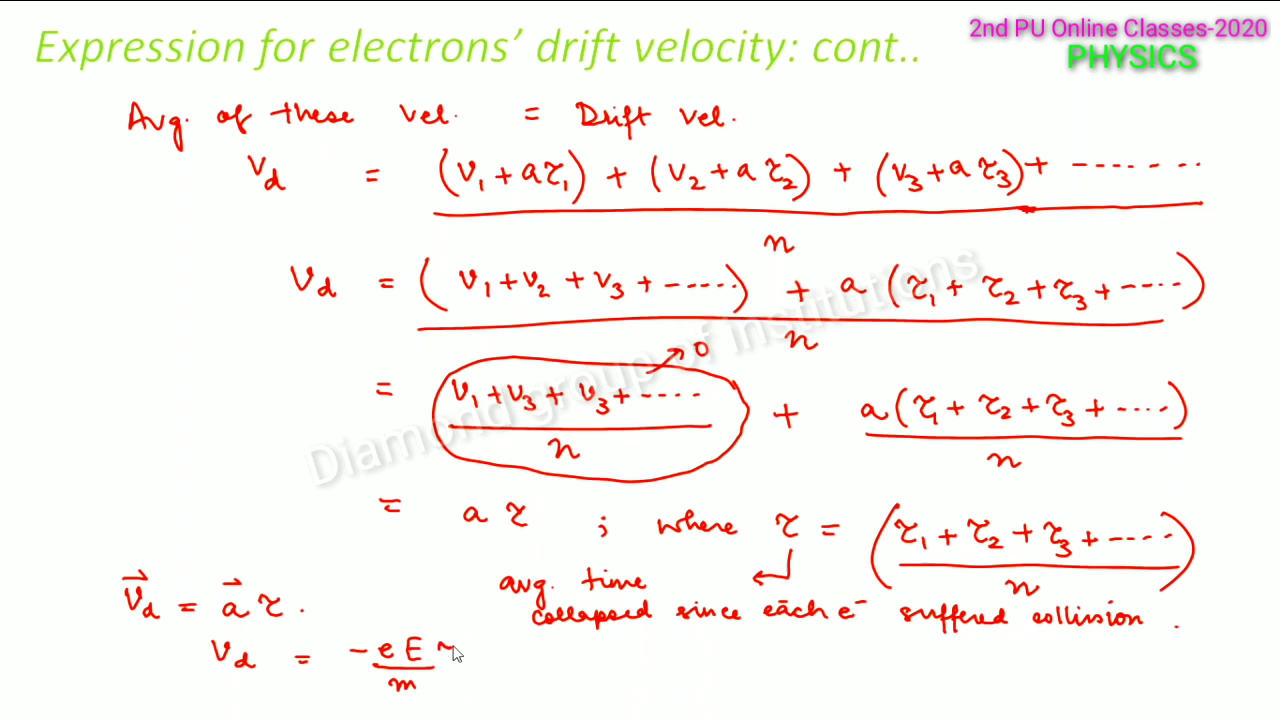 Expression for electrons’ drift velocity: cont..
2nd PU Online Classes-2020
PHYSICS
Avg. of these vel. = Drift vel.
Vd = (V1 + aτ1) + (V2 + aτ2) + (V3 + aτ3) + ........ / n
Vd = (V1 + V2 + V3 + ......) + a (τ1 + τ2 + τ3 + .....) / n
= V1 + V3 + V3 + ..... / n → 0 + a (τ1 + τ2 + τ3 + ....) / n
= aτ ; where τ = (τ1 + τ2 + τ3 + ..... / n)
avg. time
collapsed since each e⁻ suffered collission .
V⃗d = a⃗ τ .
Vd = -eE / m
Diamond group of institutions